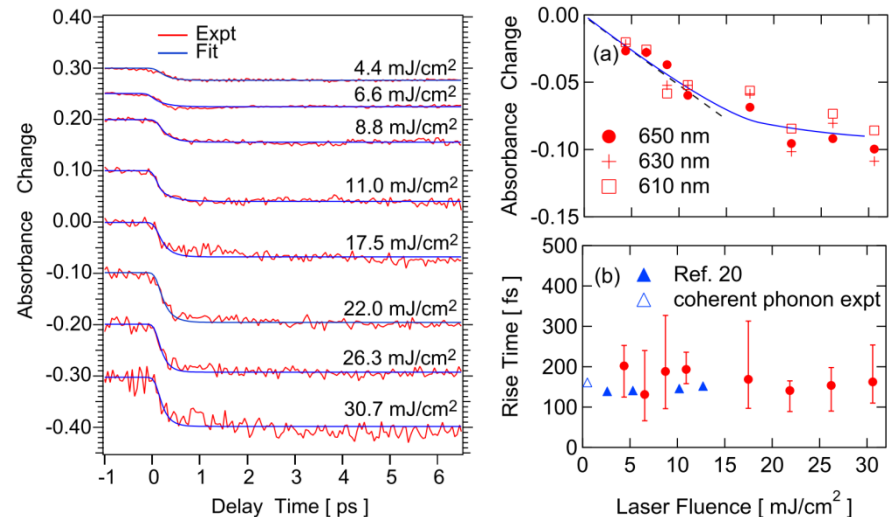 Expt
Fit
4.4 mJ/cm²
6.6 mJ/cm²
8.8 mJ/cm²
11.0 mJ/cm²
17.5 mJ/cm²
22.0 mJ/cm²
26.3 mJ/cm²
30.7 mJ/cm²
0.30
0.20
0.10
0.00
-0.10
-0.20
-0.30
-0.40
Absorbance Change
-1 0 1 2 3 4 5 6
Delay Time [ ps ]
(a)
650 nm
630 nm
610 nm
0.00
-0.05
-0.10
-0.15
Absorbance Change
(b)
Ref. 20
coherent phonon expt
500
400
300
200
100
0
Rise Time [ fs ]
0 5 10 15 20 25 30
Laser Fluence [ mJ/cm² ]